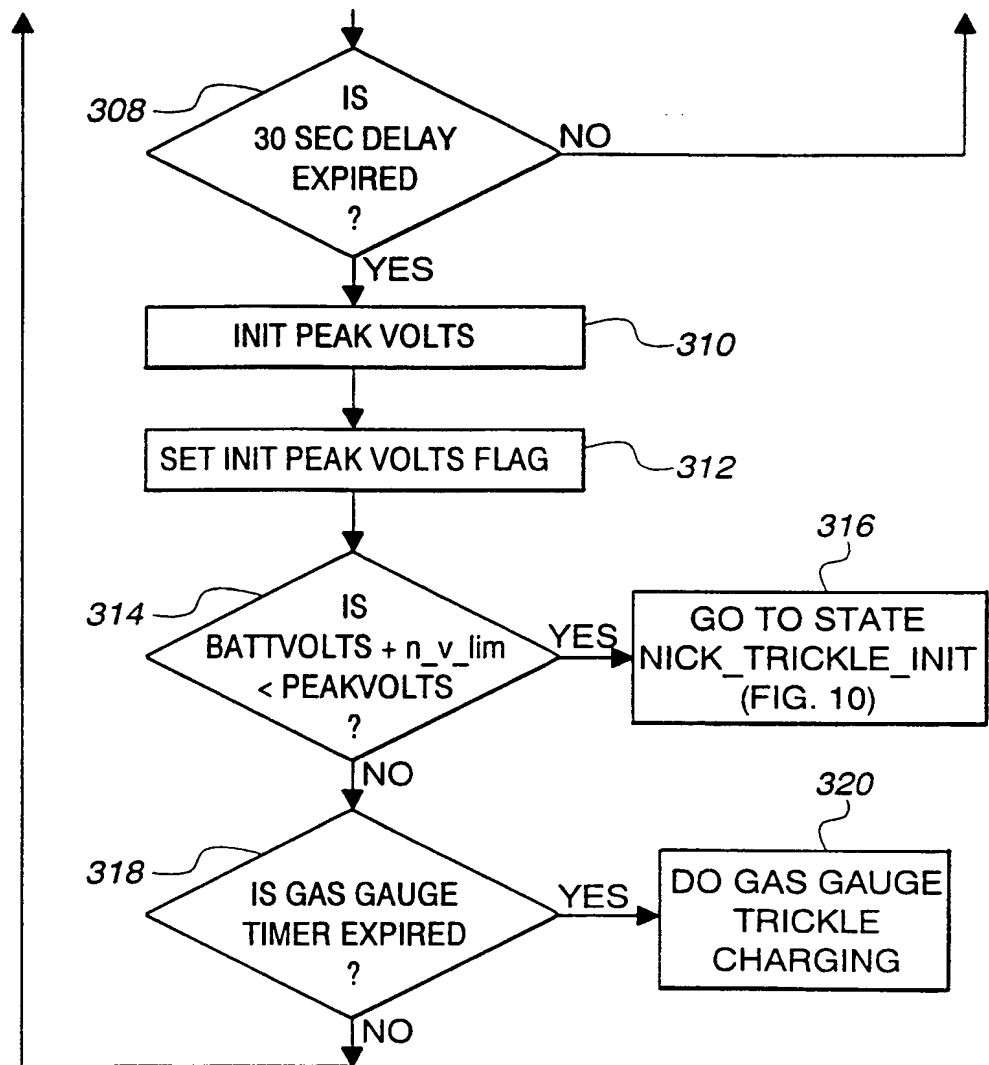 308
IS
30 SEC DELAY
EXPIRED
?
NO
YES
INIT PEAK VOLTS
310
SET INIT PEAK VOLTS FLAG
312
314
IS
BATTVOLTS + n_v_lim
< PEAKVOLTS
?
YES
316
GO TO STATE
NICK_TRICKLE_INIT
(FIG. 10)
NO
318
IS GAS GAUGE
TIMER EXPIRED
?
YES
320
DO GAS GAUGE
TRICKLE
CHARGING
NO